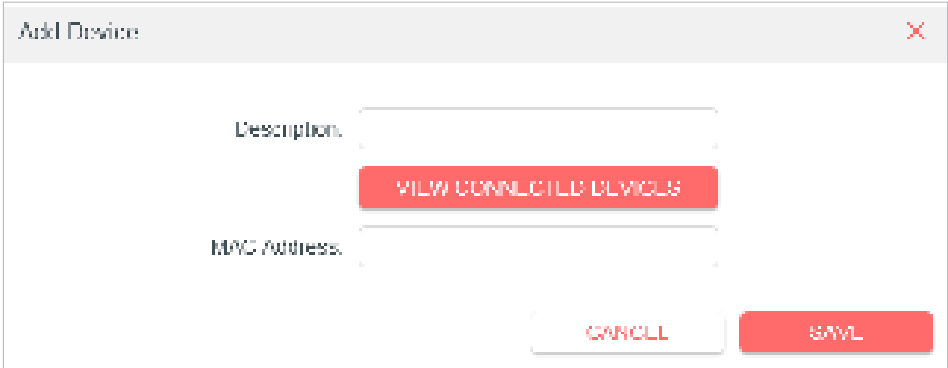 Add Device
Description:
VIEW CONNECTED DEVICES
MAC Address:
CANCEL
SAVE